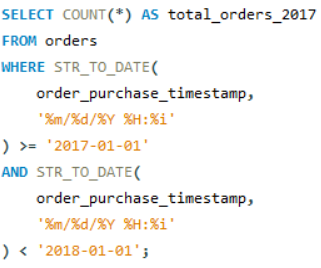 SELECT COUNT(*) AS total_orders_2017
FROM orders
WHERE STR_TO_DATE(
    order_purchase_timestamp,
    '%m/%d/%Y %H:%i'
) >= '2017-01-01'
AND STR_TO_DATE(
    order_purchase_timestamp,
    '%m/%d/%Y %H:%i'
) < '2018-01-01';